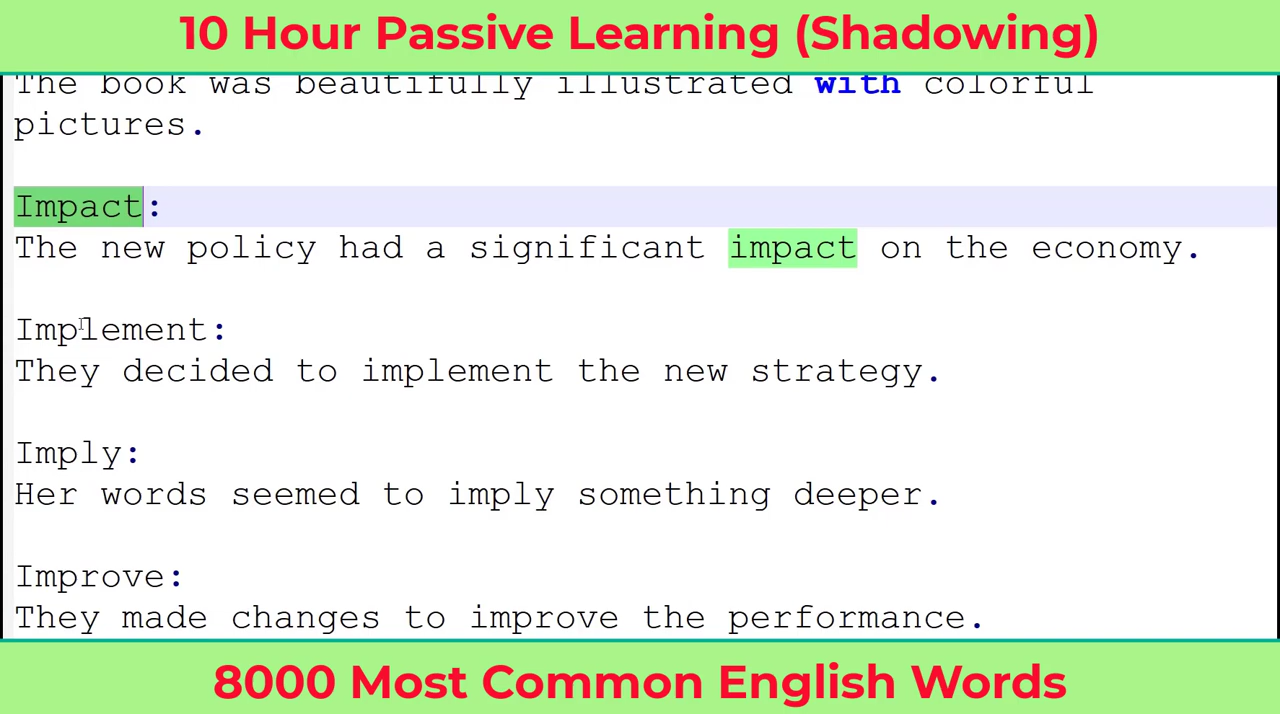 10 Hour Passive Learning (Shadowing)
The book was beautifully illustrated with colorful
pictures.
Impact:
The new policy had a significant impact on the economy.
Implement:
They decided to implement the new strategy.
Imply:
Her words seemed to imply something deeper.
Improve:
They made changes to improve the performance.
8000 Most Common English Words